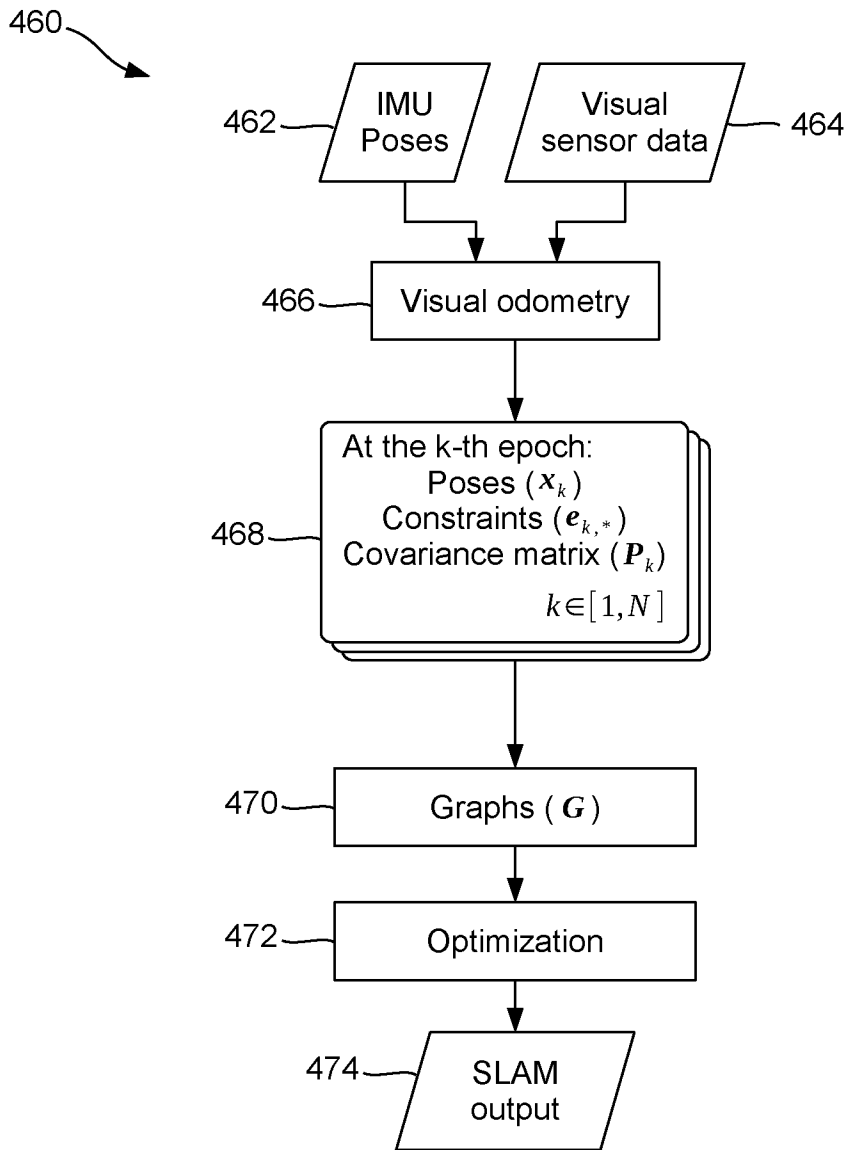 460
IMU
Poses
462
Visual
sensor data
464
466
Visual odometry
At the k-th epoch:
Poses (x_k)
Constraints (e_{k,*})
Covariance matrix (P_k)
k∈[1,N]
468
470
Graphs (G)
472
Optimization
474
SLAM
output